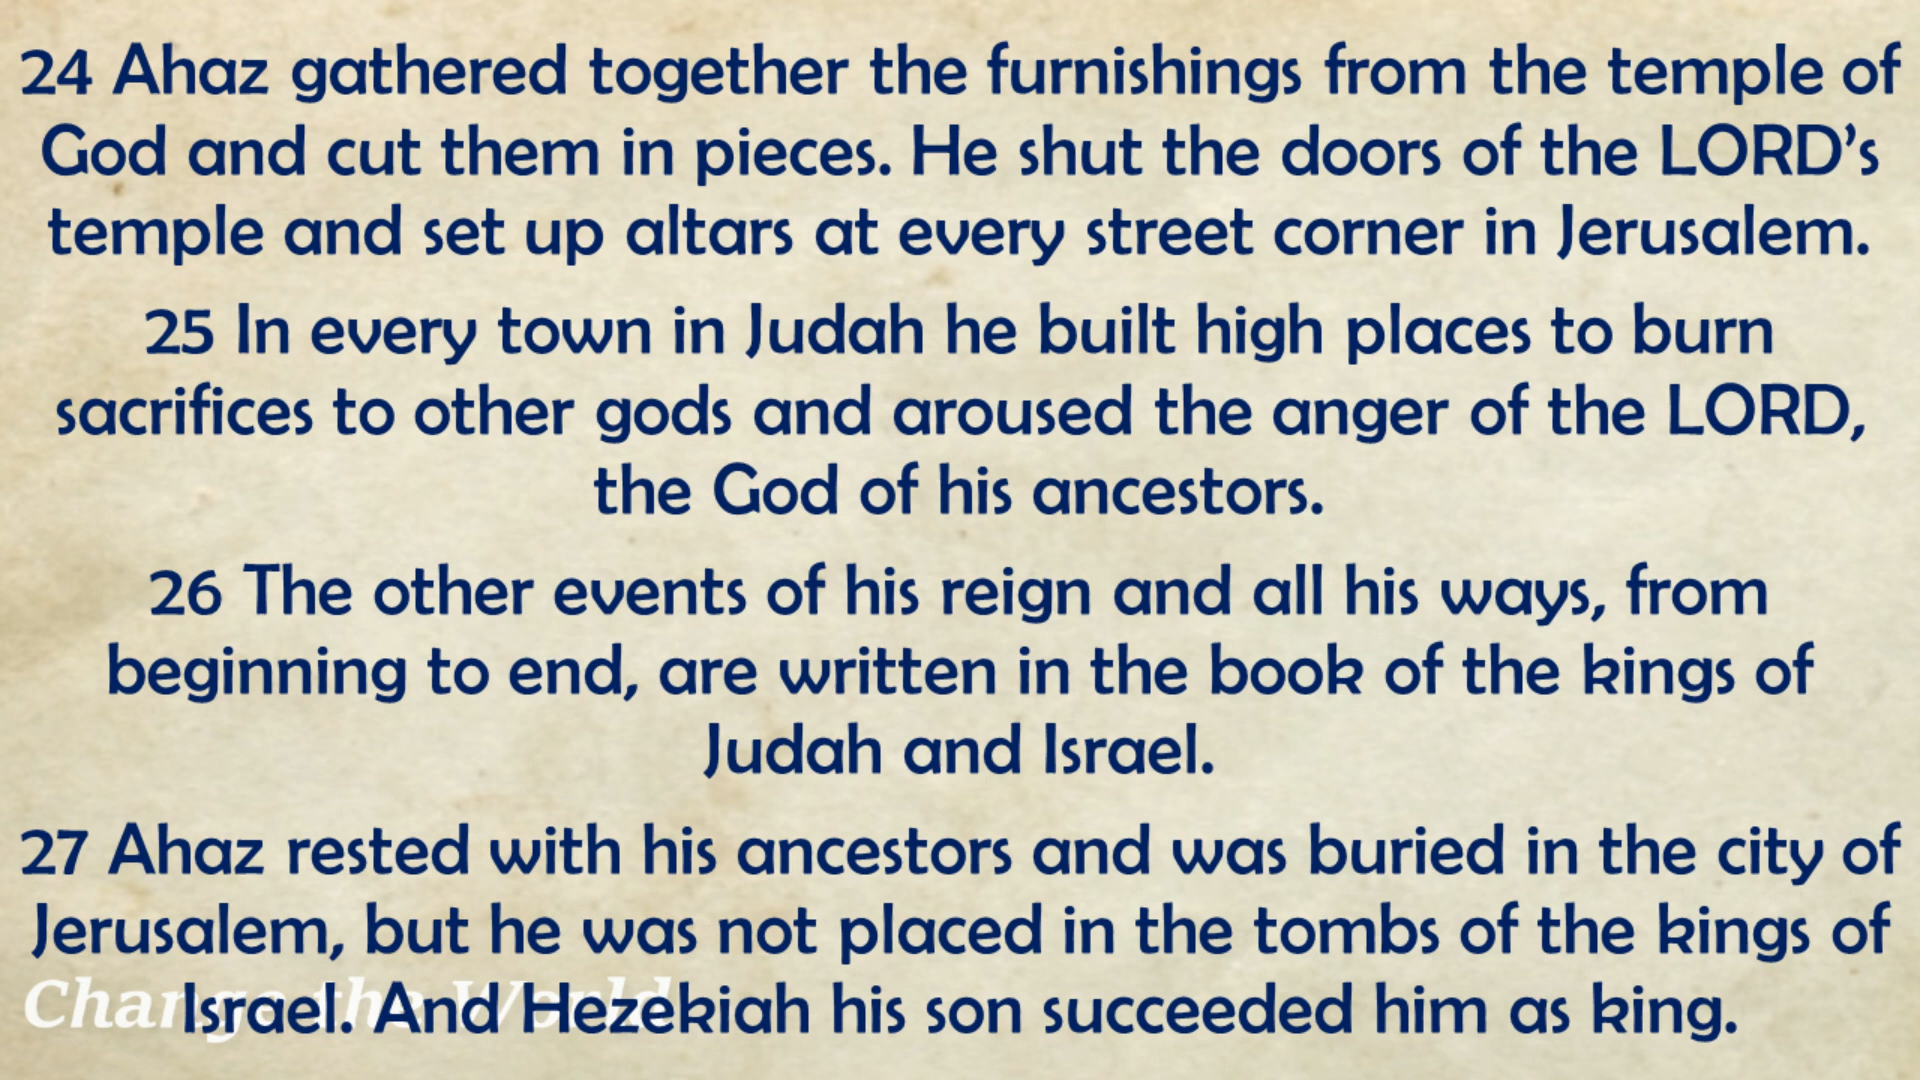 24 Ahaz gathered together the furnishings from the temple of
God and cut them in pieces. He shut the doors of the LORD’s
temple and set up altars at every street corner in Jerusalem.
25 In every town in Judah he built high places to burn
sacrifices to other gods and aroused the anger of the LORD,
the God of his ancestors.
26 The other events of his reign and all his ways, from
beginning to end, are written in the book of the kings of
Judah and Israel.
27 Ahaz rested with his ancestors and was buried in the city of
Jerusalem, but he was not placed in the tombs of the kings of
Israel. And Hezekiah his son succeeded him as king.
Change the World